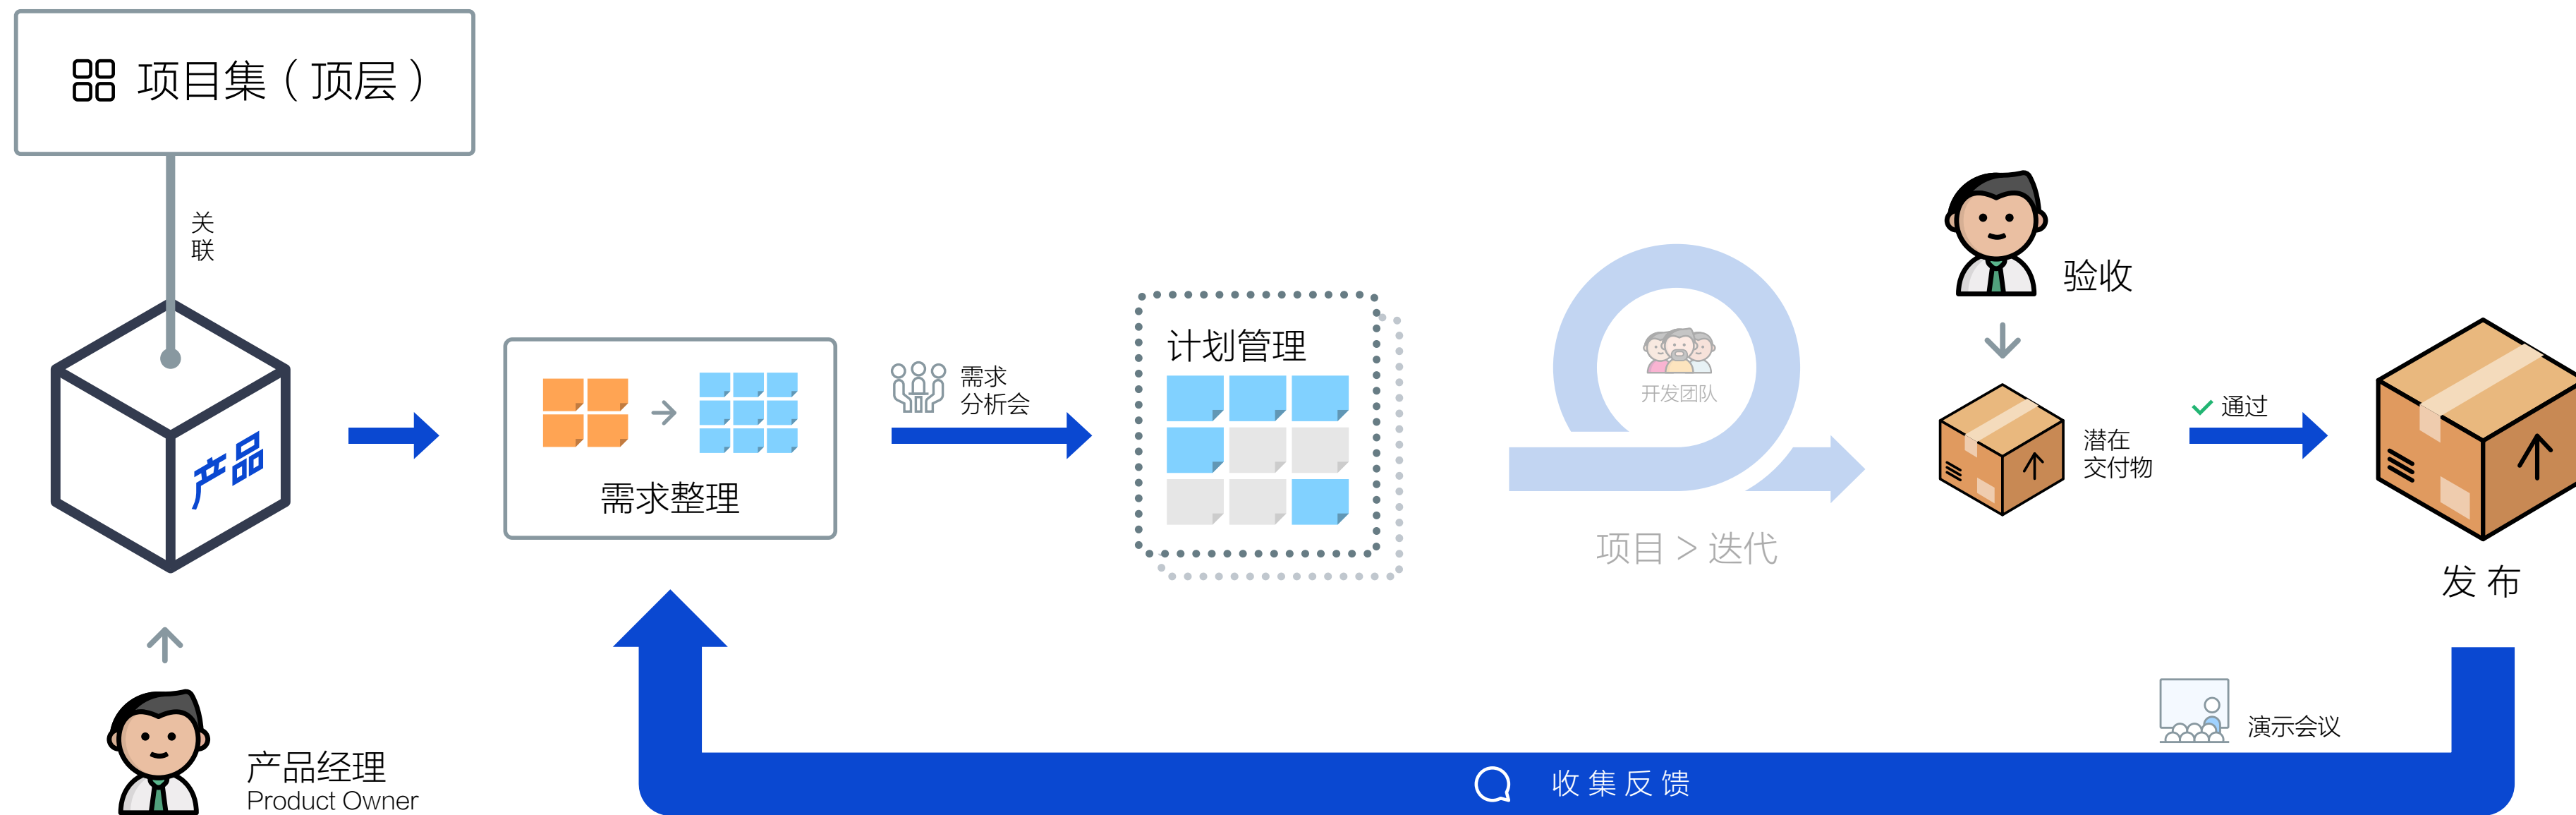 项目集（顶层）
关
联
产品
产品经理
Product Owner
需求整理
需求
分析会
计划管理
开发团队
项目 > 迭代
验收
潜在
交付物
通过
发 布
演示会议
收 集 反 馈